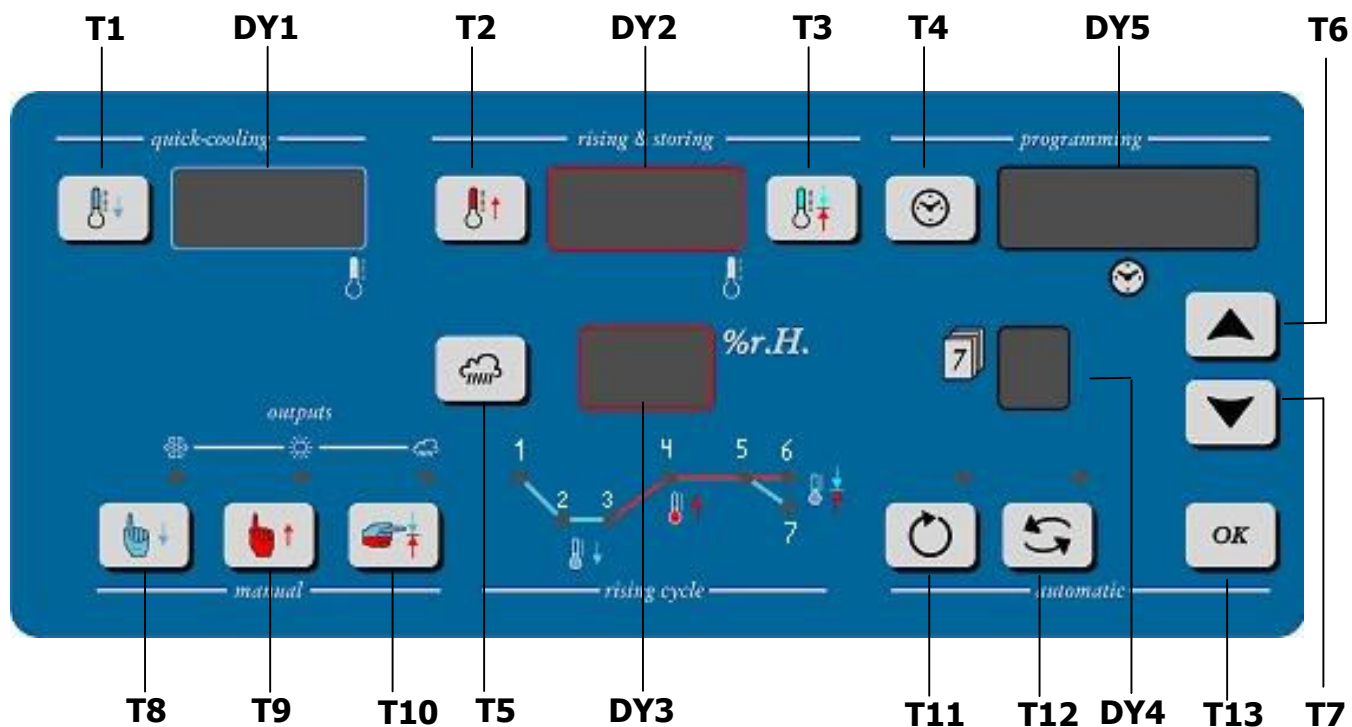 T1 DY1 T2 DY2 T3 T4 DY5 T6
quick-cooling rising & storing programming
%r.H.
7
outputs
1 4 5 6
2 3
7
OK
manual rising cycle automatic
T8 T9 T10 T5 DY3 T11 T12 DY4 T13 T7